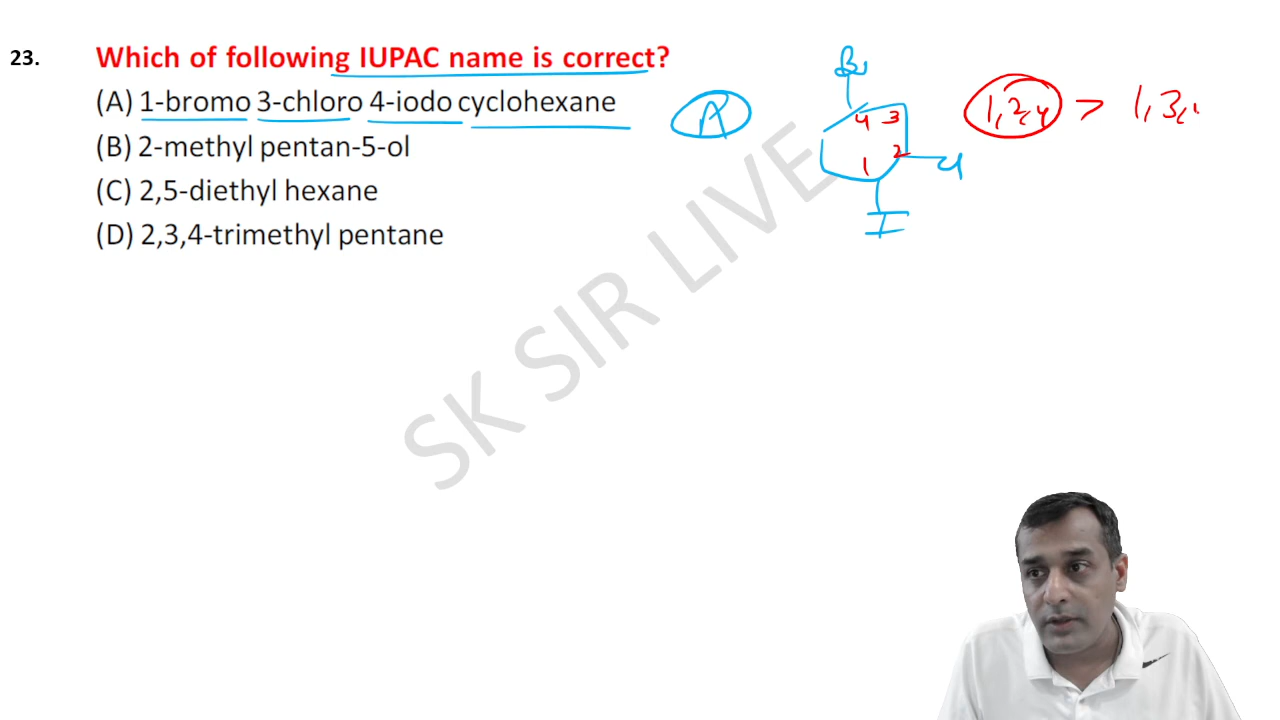 23. Which of following IUPAC name is correct?
(A) 1-bromo 3-chloro 4-iodo cyclohexane
(B) 2-methyl pentan-5-ol
(C) 2,5-diethyl hexane
(D) 2,3,4-trimethyl pentane
A
Br
4 3
1 2
Cl
I
1,2,4 > 1,3,
SK SIR LIVE